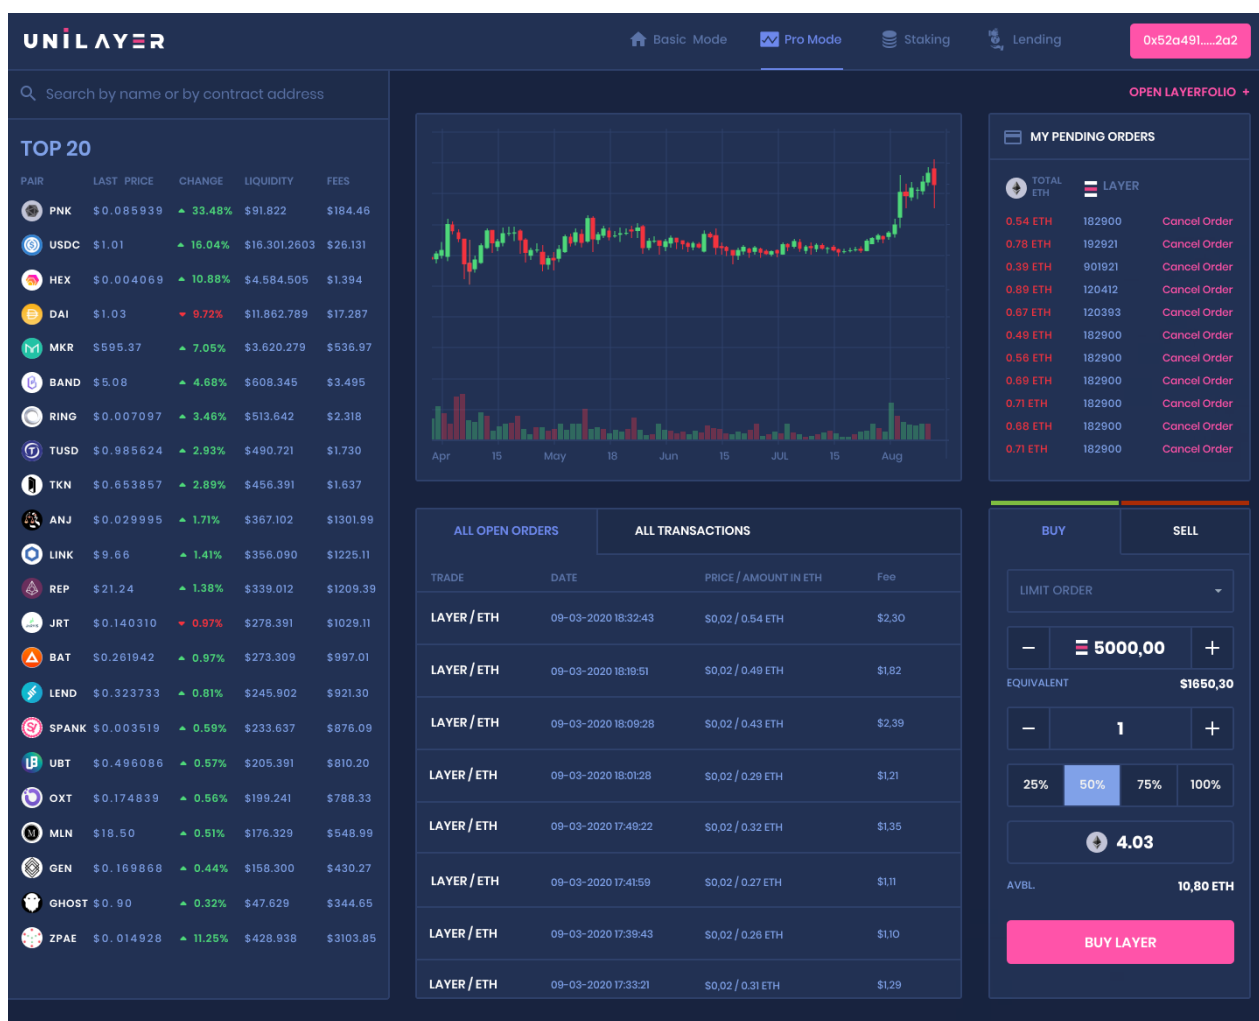 UNiLAYER
Basic Mode
Pro Mode
Staking
Lending
0x52a491.....2a2
Search by name or by contract address
OPEN LAYERFOLIO +
TOP 20
PAIR LAST PRICE CHANGE LIQUIDITY FEES
PNK $0.085939 33.48% $91.822 $184.46
USDC $1.01 16.04% $16.301.2603 $26.131
HEX $0.004069 10.88% $4.584.505 $1.394
DAI $1.03 9.72% $11.862.789 $17.287
MKR $595.37 7.05% $3.620.279 $536.97
BAND $5.08 4.68% $608.345 $3.495
RING $0.007097 3.46% $513.642 $2.318
TUSD $0.985624 2.93% $490.721 $1.730
TKN $0.653857 2.89% $456.391 $1.637
ANJ $0.029995 1.71% $367.102 $1301.99
LINK $9.66 1.41% $356.090 $1225.11
REP $21.24 1.38% $339.012 $1209.39
JRT $0.140310 0.97% $278.391 $1029.11
BAT $0.261942 0.97% $273.309 $997.01
LEND $0.323733 0.81% $245.902 $921.30
SPANK $0.003519 0.59% $233.637 $876.09
UBT $0.496086 0.57% $205.391 $810.20
OXT $0.174839 0.56% $199.241 $788.33
MLN $18.50 0.51% $176.329 $548.99
GEN $0.169868 0.44% $158.300 $430.27
GHOST $0.90 0.32% $47.629 $344.65
ZPAE $0.014928 11.25% $428.938 $3103.85
Apr 15 May 18 Jun 15 JUL 15 Aug
MY PENDING ORDERS
TOTAL
ETH
LAYER
0.54 ETH 182900 Cancel Order
0.78 ETH 192921 Cancel Order
0.39 ETH 901921 Cancel Order
0.89 ETH 120412 Cancel Order
0.67 ETH 120393 Cancel Order
0.49 ETH 182900 Cancel Order
0.56 ETH 182900 Cancel Order
0.69 ETH 182900 Cancel Order
0.71 ETH 182900 Cancel Order
0.68 ETH 182900 Cancel Order
0.71 ETH 182900 Cancel Order
ALL OPEN ORDERS ALL TRANSACTIONS
TRADE DATE PRICE / AMOUNT IN ETH Fee
LAYER / ETH 09-03-2020 18:32:43 $0,02 / 0.54 ETH $2,30
LAYER / ETH 09-03-2020 18:19:51 $0,02 / 0.49 ETH $1,82
LAYER / ETH 09-03-2020 18:09:28 $0,02 / 0.43 ETH $2,39
LAYER / ETH 09-03-2020 18:01:28 $0,02 / 0.29 ETH $1,21
LAYER / ETH 09-03-2020 17:49:22 $0,02 / 0.32 ETH $1,35
LAYER / ETH 09-03-2020 17:41:59 $0,02 / 0.27 ETH $1,11
LAYER / ETH 09-03-2020 17:39:43 $0,02 / 0.26 ETH $1,10
LAYER / ETH 09-03-2020 17:33:21 $0,02 / 0.31 ETH $1,29
BUY SELL
LIMIT ORDER
− 5000,00 +
EQUIVALENT $1650,30
− 1 +
25% 50% 75% 100%
4.03
AVBL. 10,80 ETH
BUY LAYER